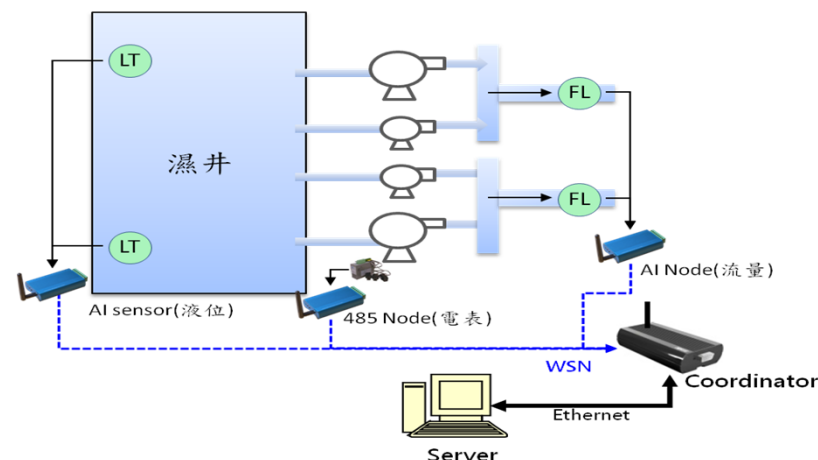 LT
FL
濕井
FL
LT
AI Node(流量)
AI sensor(液位)
485 Node(電表)
WSN
Coordinator
Ethernet
Server